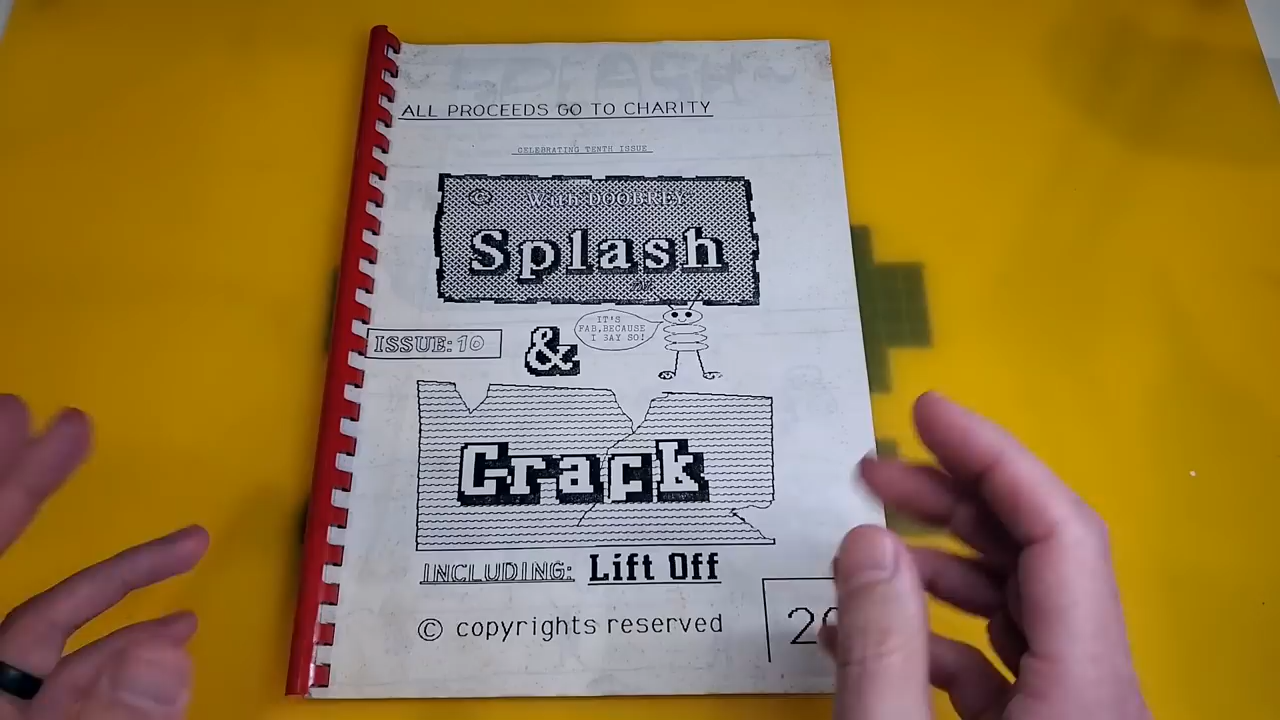 ALL PROCEEDS GO TO CHARITY
CELEBRATING TENTH ISSUE
© With DOOBREY
Splash
IT'S
FAB,BECAUSE
I SAY SO!
ISSUE:10
&
Crack
INCLUDING: Lift Off
© copyrights reserved